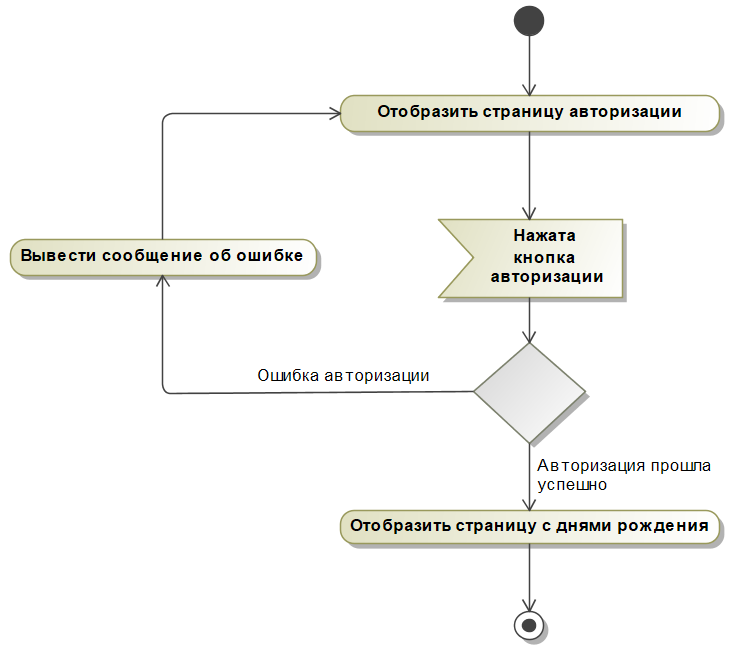 Отобразить страницу авторизации
Нажата
кнопка
авторизации
Вывести сообщение об ошибке
Ошибка авторизации
Авторизация прошла
успешно
Отобразить страницу с днями рождения